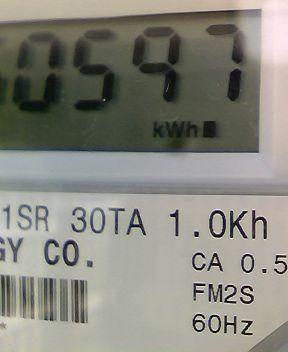 0597
kWh
1SR 30TA 1.0Kh
GY CO.
CA 0.5
FM2S
60Hz